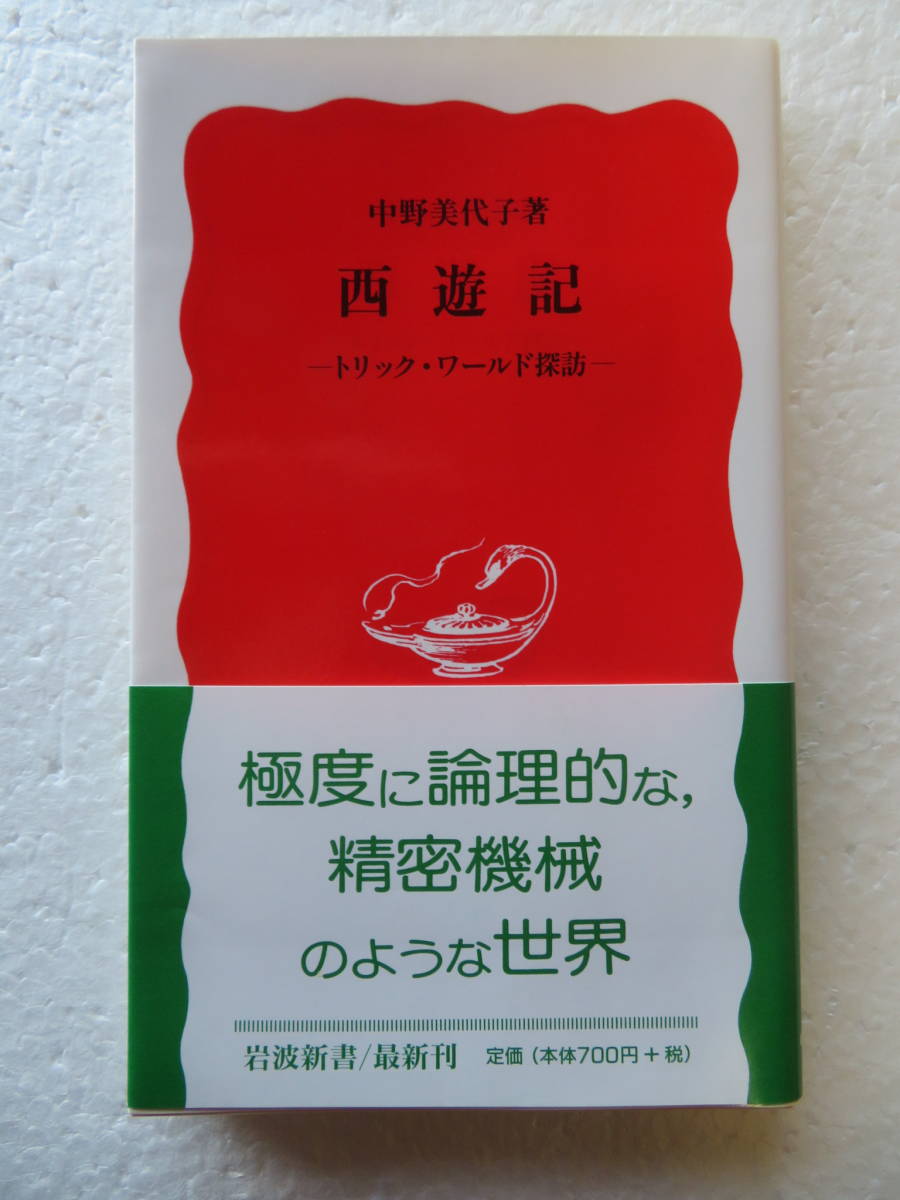 中野美代子著
西遊記
―トリック・ワールド探訪―
極度に論理的な,
精密機械
のような世界
岩波新書/最新刊 定価(本体700円+税)